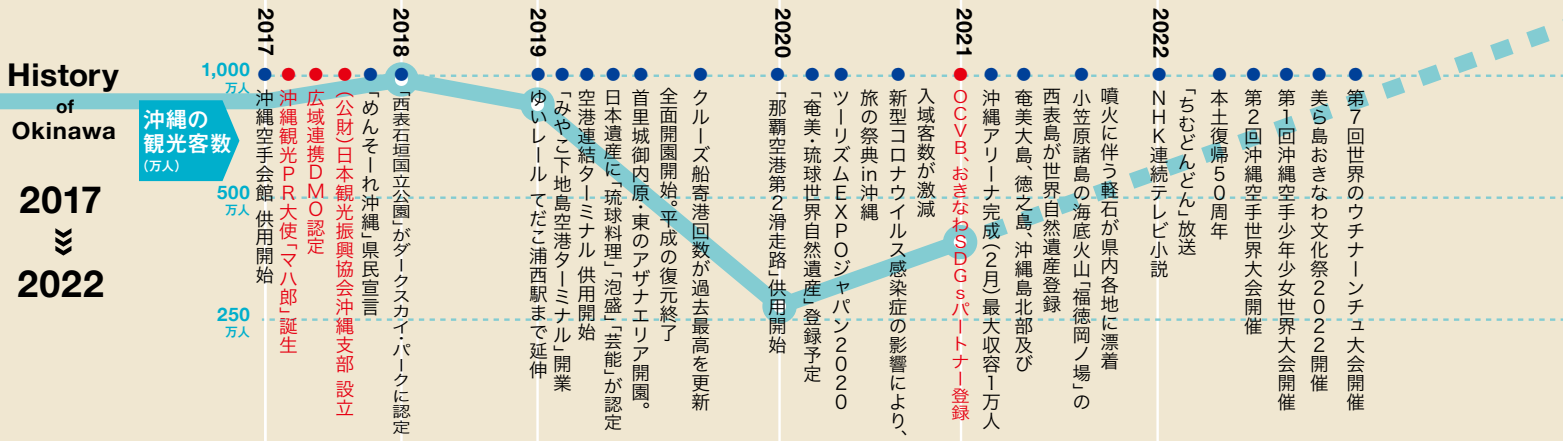 History
of
Okinawa
2017
2022
沖縄の
観光客数
(万人)
1,000
万人
500
万人
250
万人
2017
沖縄空手会館 供用開始
沖縄観光PR大使「マハ郎」誕生
広域連携DMO認定
(公財)日本観光振興協会沖縄支部 設立
「めんそーれ沖縄」県民宣言
2018
「西表石垣国立公園」がダークスカイ・パークに認定
2019
ゆいレール てだこ浦西駅まで延伸
「みやこ下地島空港ターミナル」開業
空港連結ターミナル 供用開始
日本遺産に「琉球料理」「泡盛」「芸能」が認定
首里城御内原・東のアザナエリア開園。
全面開園開始。平成の復元終了
クルーズ船寄港回数が過去最高を更新
2020
「那覇空港第2滑走路」供用開始
「奄美・琉球世界自然遺産」登録予定
ツーリズムEXPOジャパン2020
旅の祭典in沖縄
新型コロナウイルス感染症の影響により、
入域客数が激減
2021
OCVB、おきなわSDGsパートナー登録
沖縄アリーナ完成(2月)最大収容1万人
奄美大島、徳之島、沖縄島北部及び
西表島が世界自然遺産登録
小笠原諸島の海底火山「福徳岡ノ場」の
噴火に伴う軽石が県内各地に漂着
2022
NHK連続テレビ小説
「ちむどんどん」放送
本土復帰50周年
第2回沖縄空手世界大会開催
第1回沖縄空手少年少女世界大会開催
美ら島おきなわ文化祭2022開催
第7回世界のウチナーンチュ大会開催